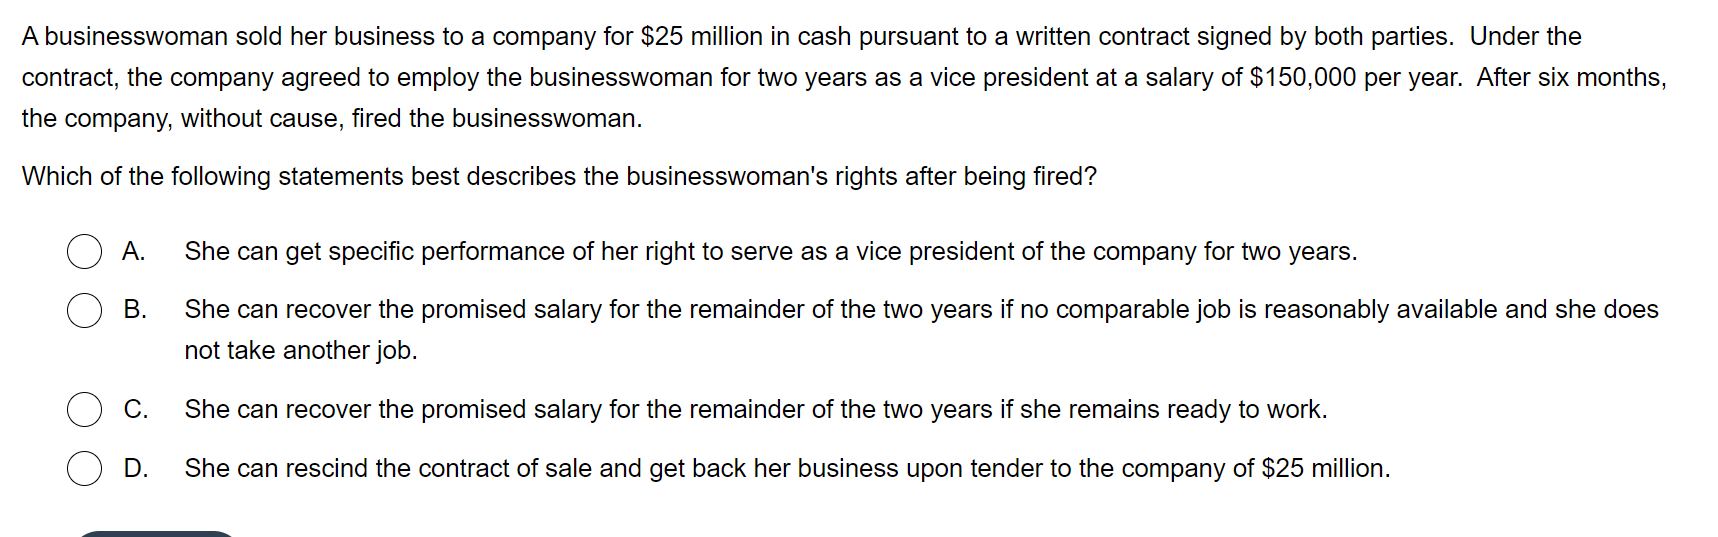 A businesswoman sold her business to a company for $25 million in cash pursuant to a written contract signed by both parties.  Under the
contract, the company agreed to employ the businesswoman for two years as a vice president at a salary of $150,000 per year.  After six months,
the company, without cause, fired the businesswoman.
Which of the following statements best describes the businesswoman's rights after being fired?
A. She can get specific performance of her right to serve as a vice president of the company for two years.
B. She can recover the promised salary for the remainder of the two years if no comparable job is reasonably available and she does
not take another job.
C. She can recover the promised salary for the remainder of the two years if she remains ready to work.
D. She can rescind the contract of sale and get back her business upon tender to the company of $25 million.